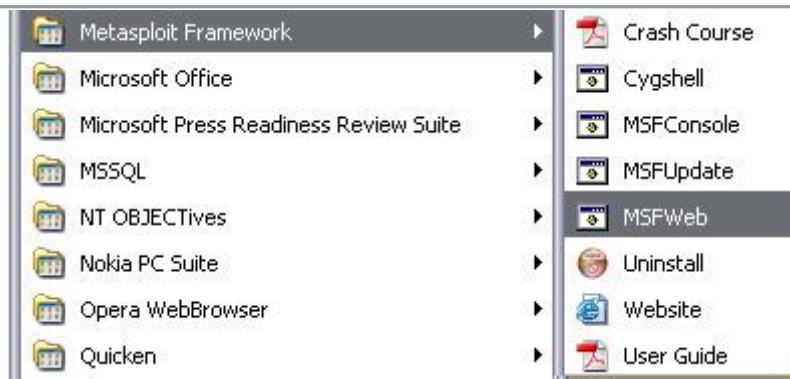 Metasploit Framework
Microsoft Office
Microsoft Press Readiness Review Suite
MSSQL
NT OBJECTives
Nokia PC Suite
Opera WebBrowser
Quicken
Crash Course
Cygshell
MSFConsole
MSFUpdate
MSFWeb
Uninstall
Website
User Guide